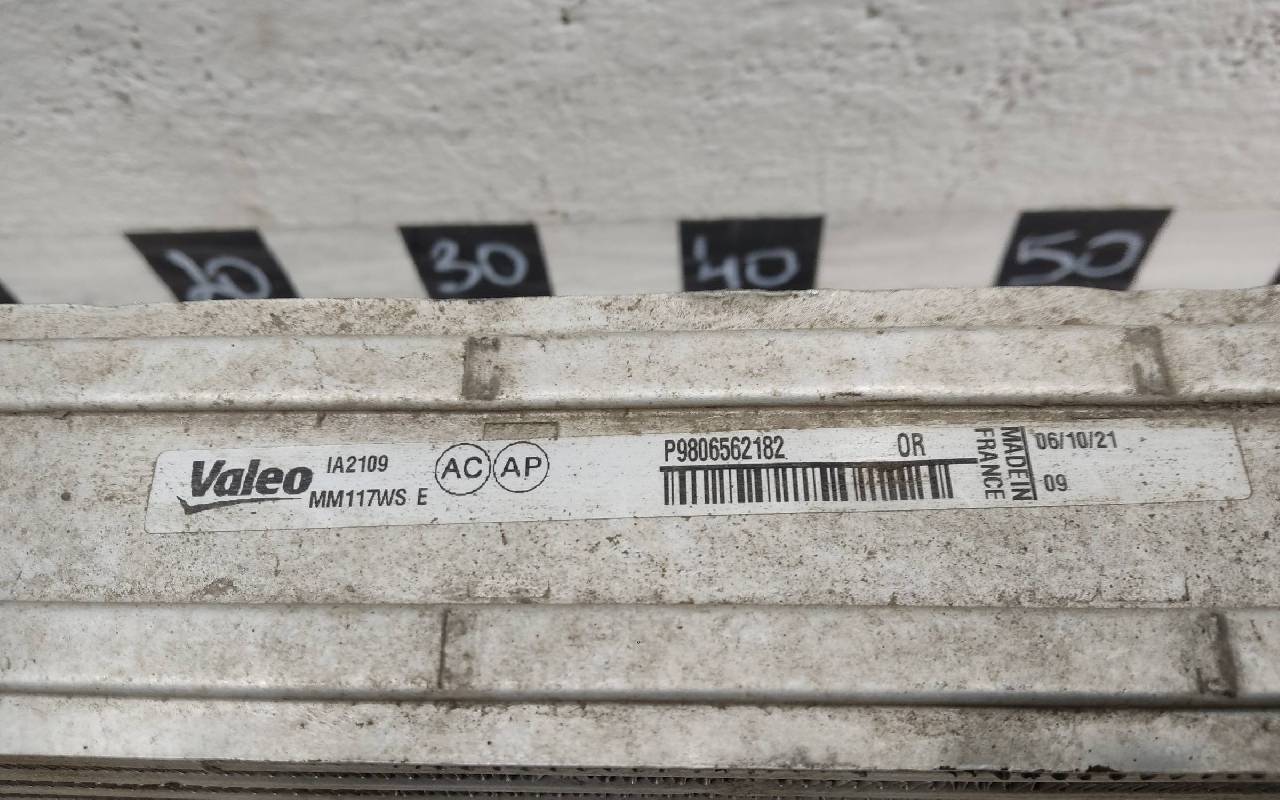 20 30 40 50
Valeo IA2109
MM117WS E
AC AP
P9806562182 OR
MADE IN
FRANCE
06/10/21
09